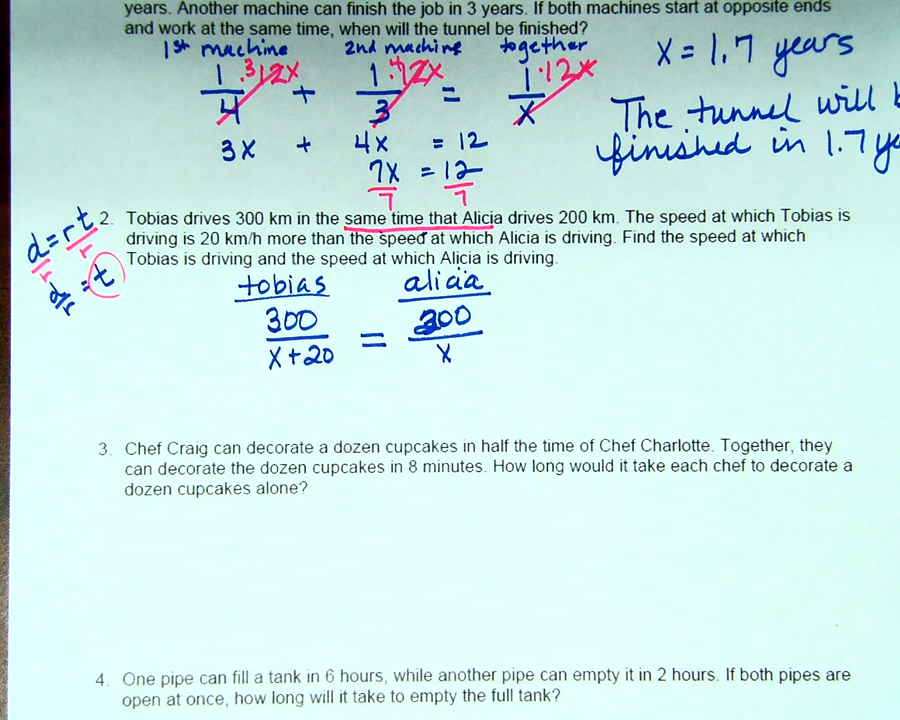 years. Another machine can finish the job in 3 years. If both machines start at opposite ends
and work at the same time, when will the tunnel be finished?
1st machine 2nd machine together
1/4 ·³12x + 1/3 ·⁴12x = 1/x ·12x
x = 1.7 years
3x + 4x = 12
The tunnel will
finished in 1.7
7x/7 = 12/7
2. Tobias drives 300 km in the same time that Alicia drives 200 km. The speed at which Tobias is
driving is 20 km/h more than the speed at which Alicia is driving. Find the speed at which
Tobias is driving and the speed at which Alicia is driving.
d/r = rt/r
d/r = t
tobias alicia
300/x+20 = 200/x
3. Chef Craig can decorate a dozen cupcakes in half the time of Chef Charlotte. Together, they
can decorate the dozen cupcakes in 8 minutes. How long would it take each chef to decorate a
dozen cupcakes alone?
4. One pipe can fill a tank in 6 hours, while another pipe can empty it in 2 hours. If both pipes are
open at once, how long will it take to empty the full tank?